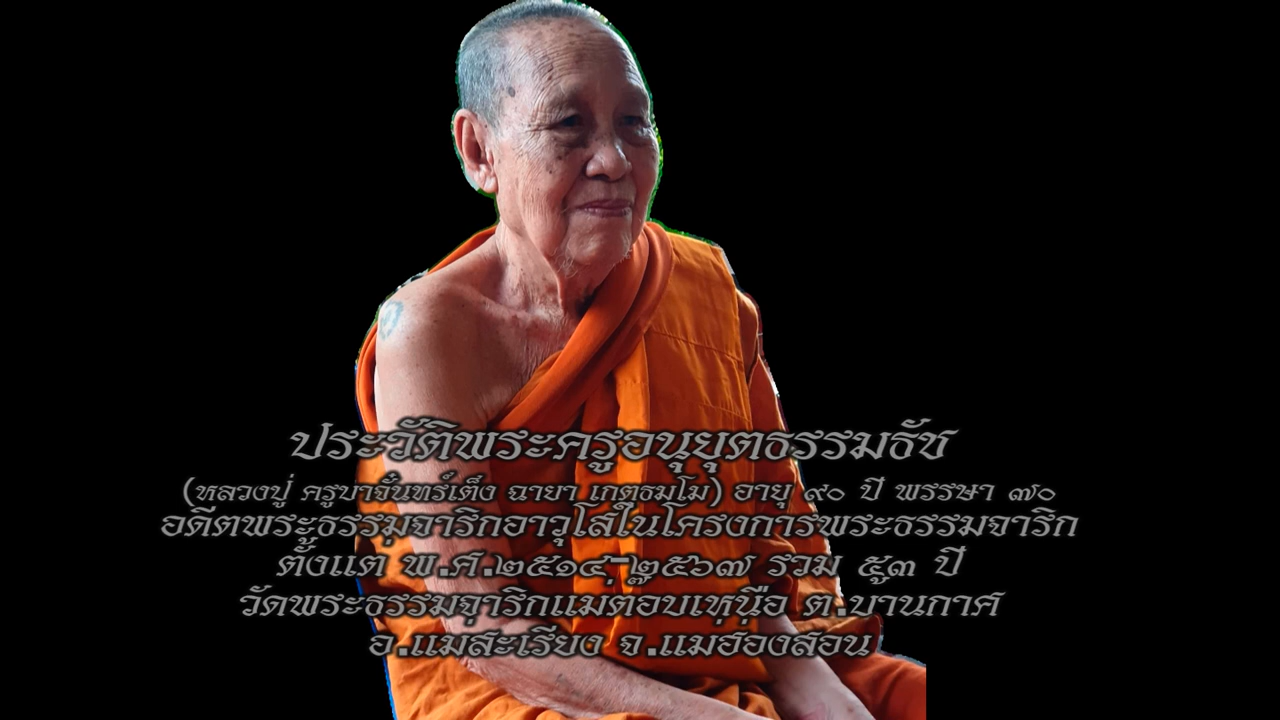 ประวัติพระครูอนุยุตธรรมธัช
(หลวงปู่ ครูบาจันทร์เต็ง ฉายา เกตุธมฺโม) อายุ ๙๐ ปี พรรษา ๗๐
อดีตพระธรรมจาริกอาวุโสในโครงการพระธรรมจาริก
ตั้งแต่ พ.ศ.๒๕๑๔-๒๕๖๗ รวม ๕๓ ปี
วัดพระธรรมจาริกแม่ต๊อบเหนือ ต.บ้านกาศ
อ.แม่สะเรียง จ.แม่ฮ่องสอน